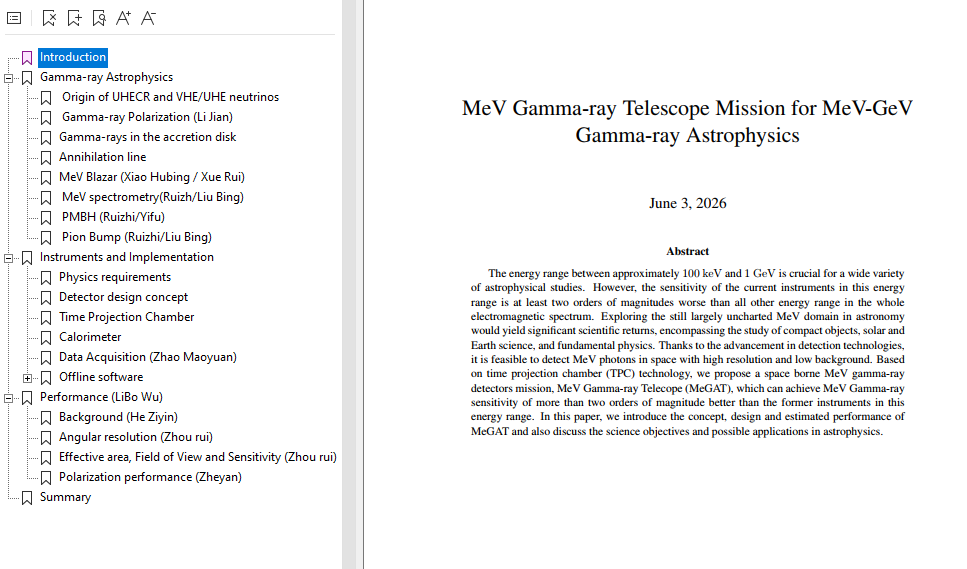 Introduction
Gamma-ray Astrophysics
Origin of UHECR and VHE/UHE neutrinos
Gamma-ray Polarization (Li Jian)
Gamma-rays in the accretion disk
Annihilation line
MeV Blazar (Xiao Hubing / Xue Rui)
MeV spectrometry(Ruizh/Liu Bing)
PMBH (Ruizhi/Yifu)
Pion Bump (Ruizhi/Liu Bing)
Instruments and Implementation
Physics requirements
Detector design concept
Time Projection Chamber
Calorimeter
Data Acquisition (Zhao Maoyuan)
Offline software
Performance (LiBo Wu)
Background (He Ziyin)
Angular resolution (Zhou rui)
Effective area, Field of View and Sensitivity (Zhou rui)
Polarization performance (Zheyan)
Summary
MeV Gamma-ray Telescope Mission for MeV-GeV
Gamma-ray Astrophysics
June 3, 2026
Abstract
The energy range between approximately 100 keV and 1 GeV is crucial for a wide variety
of astrophysical studies. However, the sensitivity of the current instruments in this energy
range is at least two orders of magnitudes worse than all other energy range in the whole
electromagnetic spectrum. Exploring the still largely uncharted MeV domain in astronomy
would yield significant scientific returns, encompassing the study of compact objects, solar and
Earth science, and fundamental physics. Thanks to the advancement in detection technologies,
it is feasible to detect MeV photons in space with high resolution and low background. Based
on time projection chamber (TPC) technology, we propose a space borne MeV gamma-ray
detectors mission, MeV Gamma-ray Telecope (MeGAT), which can achieve MeV Gamma-ray
sensitivity of more than two orders of magnitude better than the former instruments in this
energy range. In this paper, we introduce the concept, design and estimated performance of
MeGAT and also discuss the science objectives and possible applications in astrophysics.